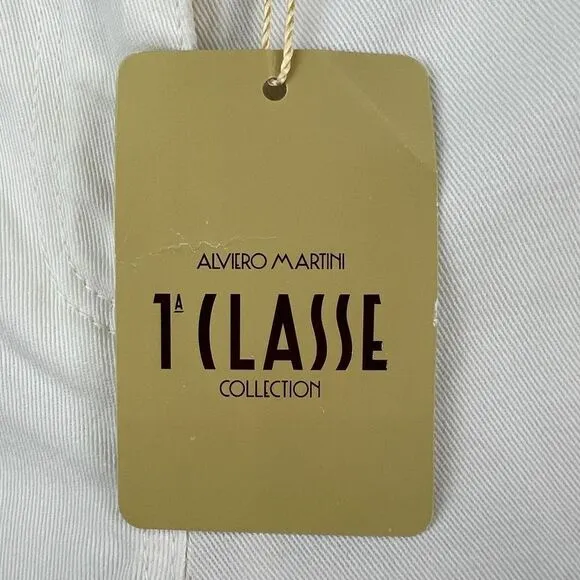 ALVIERO MARTINI
1ᴬ CLASSE
COLLECTION